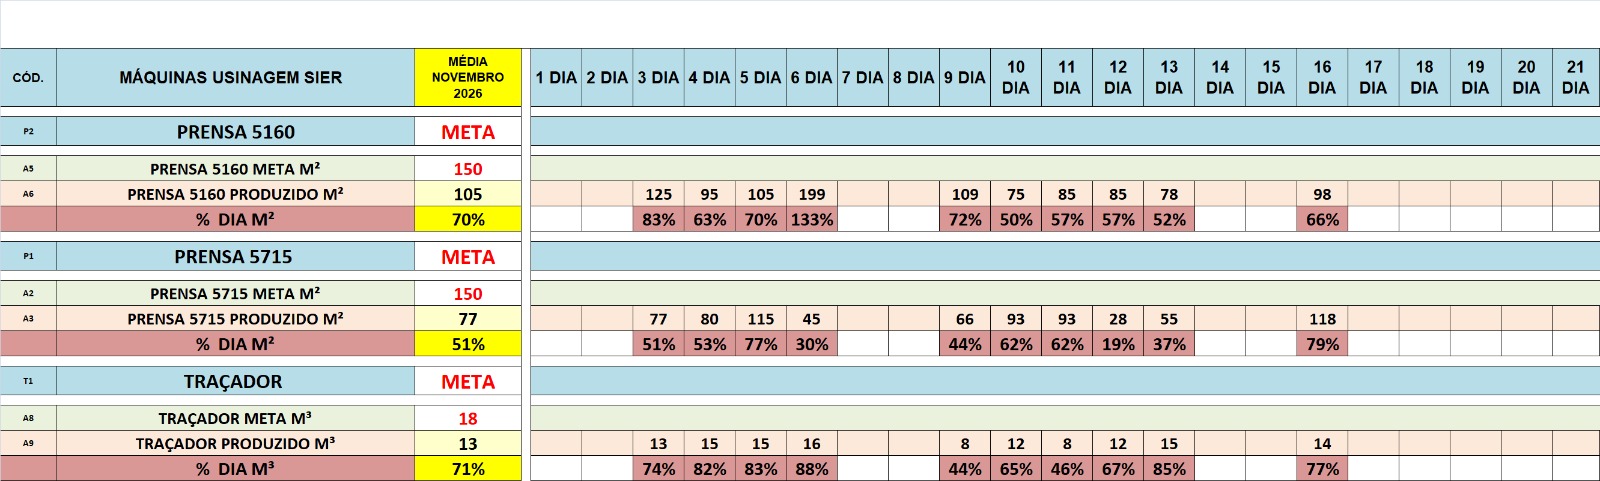 CÓD. MÁQUINAS USINAGEM SIER MÉDIA NOVEMBRO 2026 1 DIA 2 DIA 3 DIA 4 DIA 5 DIA 6 DIA 7 DIA 8 DIA 9 DIA 10 DIA 11 DIA 12 DIA 13 DIA 14 DIA 15 DIA 16 DIA 17 DIA 18 DIA 19 DIA 20 DIA 21 DIA
P2 PRENSA 5160 META
A5 PRENSA 5160 META M² 150
A6 PRENSA 5160 PRODUZIDO M² 105 125 95 105 199 109 75 85 85 78 98
% DIA M² 70% 83% 63% 70% 133% 72% 50% 57% 57% 52% 66%
P1 PRENSA 5715 META
A2 PRENSA 5715 META M² 150
A3 PRENSA 5715 PRODUZIDO M² 77 77 80 115 45 66 93 93 28 55 118
% DIA M² 51% 51% 53% 77% 30% 44% 62% 62% 19% 37% 79%
T1 TRAÇADOR META
A8 TRAÇADOR META M³ 18
A9 TRAÇADOR PRODUZIDO M³ 13 13 15 15 16 8 12 8 12 15 14
% DIA M³ 71% 74% 82% 83% 88% 44% 65% 46% 67% 85% 77%